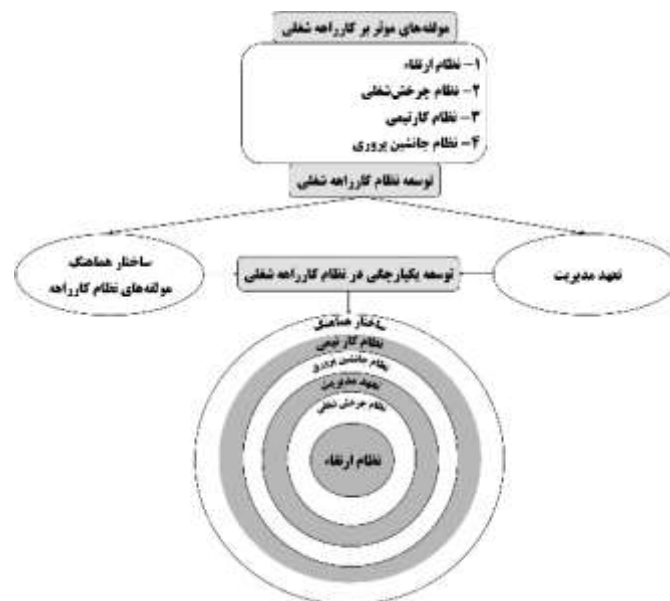 مولفه‌های موثر بر کارراهه شغلی
۱- نظام ارتقاء
۲- نظام چرخش شغلی
۳- نظام کارتیمی
۴- نظام جانشین پروری
توسعه نظام کارراهه شغلی
تعهد مدیریت
توسعه یکپارچگی در نظام کارراهه شغلی
ساختار هماهنگ
مولفه‌های نظام کارراهه
ساختار هماهنگ
نظام کار تیمی
نظام جانشین پروری
تعهد مدیریت
نظام چرخش شغلی
نظام ارتقاء